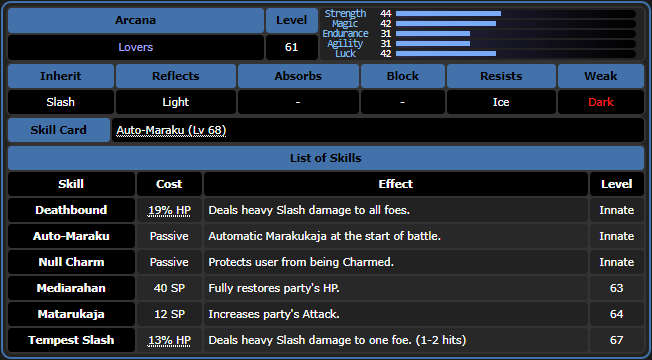 Arcana Level
Lovers 61
Strength 44
Magic 42
Endurance 31
Agility 31
Luck 42
Inherit Reflects Absorbs Block Resists Weak
Slash Light - - Ice Dark
Skill Card Auto-Maraku (Lv 68)
List of Skills
Skill Cost Effect Level
Deathbound 19% HP Deals heavy Slash damage to all foes. Innate
Auto-Maraku Passive Automatic Marakukaja at the start of battle. Innate
Null Charm Passive Protects user from being Charmed. Innate
Mediarahan 40 SP Fully restores party's HP. 63
Matarukaja 12 SP Increases party's Attack. 64
Tempest Slash 13% HP Deals heavy Slash damage to one foe. (1-2 hits) 67